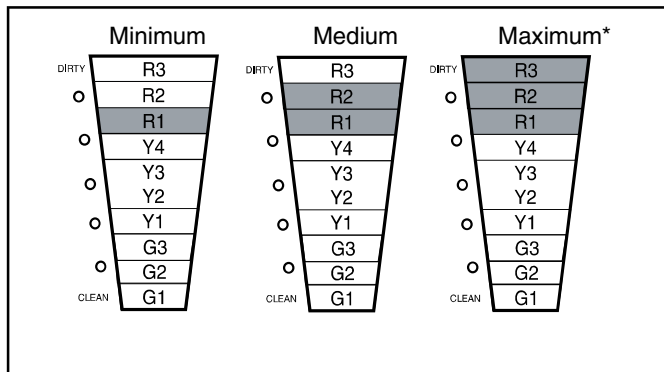 Minimum
DIRTY
R3
R2
R1
Y4
Y3
Y2
Y1
G3
G2
CLEAN
G1
Medium
DIRTY
R3
R2
R1
Y4
Y3
Y2
Y1
G3
G2
CLEAN
G1
Maximum*
DIRTY
R3
R2
R1
Y4
Y3
Y2
Y1
G3
G2
CLEAN
G1